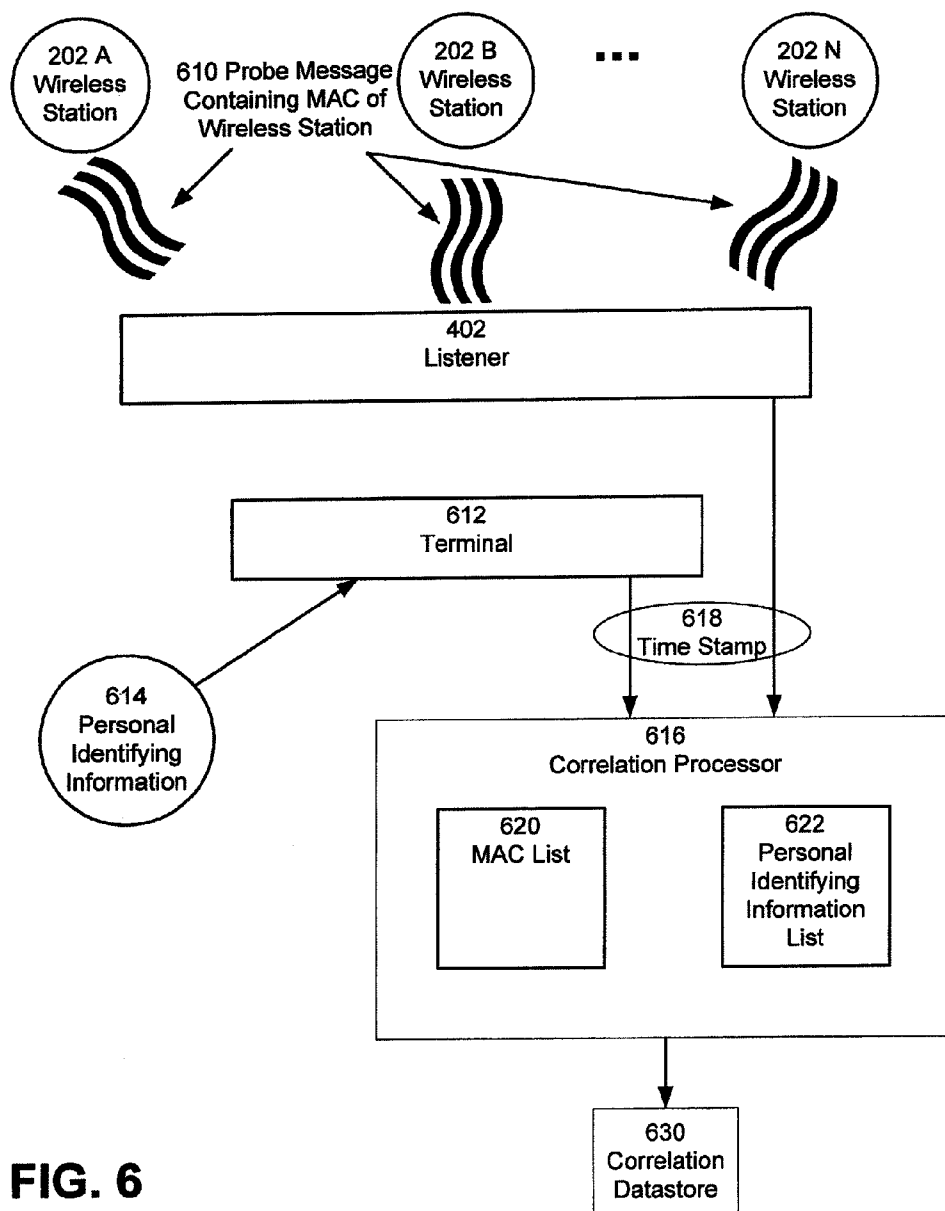 202 A
Wireless
Station
610 Probe Message
Containing MAC of
Wireless Station
202 B
Wireless
Station
...
202 N
Wireless
Station
402
Listener
612
Terminal
618
Time Stamp
614
Personal
Identifying
Information
616
Correlation Processor
620
MAC List
622
Personal
Identifying
Information
List
630
Correlation
Datastore
FIG. 6